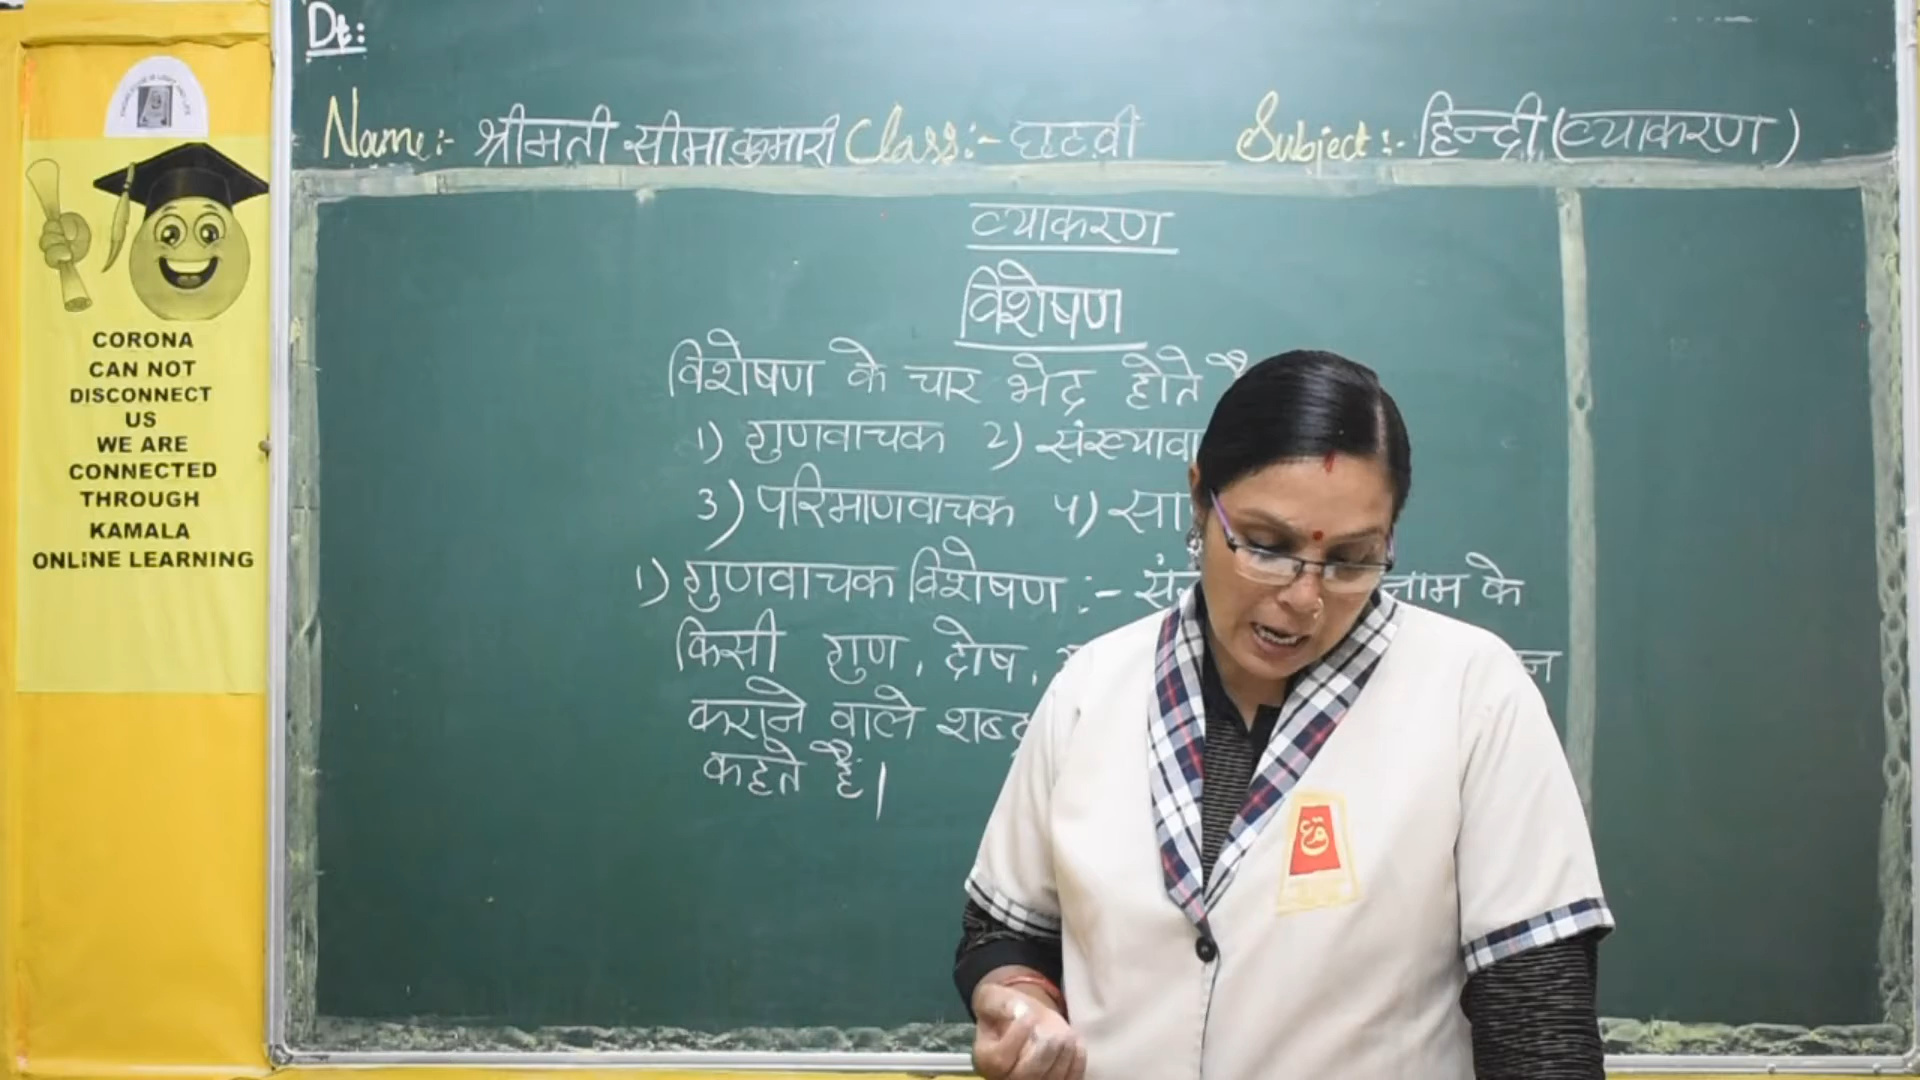 Dt:
Name:- श्रीमती सीमा कुमारी Class:- छटवी Subject:- हिन्दी (व्याकरण)
व्याकरण
विशेषण
विशेषण के चार भेद होते
1) गुणवाचक 2) संख्यावा
3) परिमाणवाचक 4) सा
1) गुणवाचक विशेषण :- नाम के
किसी गुण, दोष,
कराने वाले शब्द
कहते हैं।
CORONA
CAN NOT
DISCONNECT
US
WE ARE
CONNECTED
THROUGH
KAMALA
ONLINE LEARNING